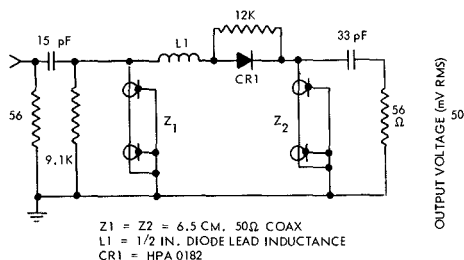 12K
15 pF
L1
33 pF
CR1
56
Z1
Z2
56
Ω
9.1K
OUTPUT VOLTAGE (mV RMS)
50
Z1 = Z2 = 6.5 CM, 50Ω COAX
L1 = 1/2 IN. DIODE LEAD INDUCTANCE
CR1 = HPA 0182